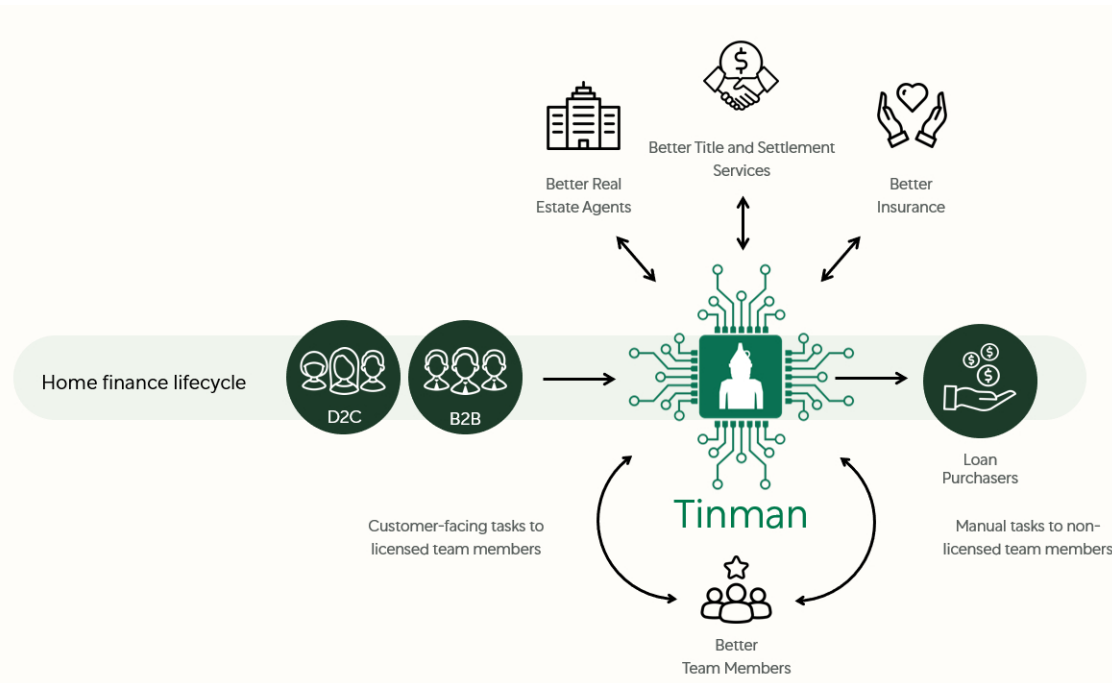 Better Title and Settlement
Services
Better Real
Estate Agents
Better
Insurance
Home finance lifecycle
D2C
B2B
Loan
Purchasers
Tinman
Customer-facing tasks to
licensed team members
Manual tasks to non-
licensed team members
Better
Team Members